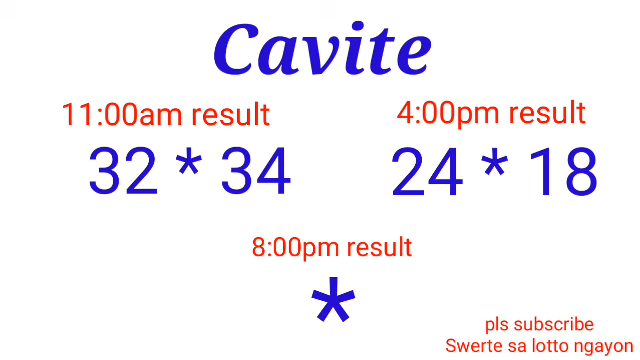 Cavite
11:00am result
4:00pm result
32 * 34
24 * 18
8:00pm result
*
pls subscribe
Swerte sa lotto ngayon